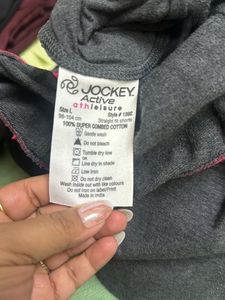 JOCKEY
Active
athleisure
Size L Style # 1302
96-104 cm Straight fit shorts
100% SUPER COMBED COTTON
Gentle wash
Do not bleach
Tumble dry low
OR
Line dry in shade
Low Iron
Do not dry clean
Wash inside out with like colours
Do not iron on label/Print
Made in India